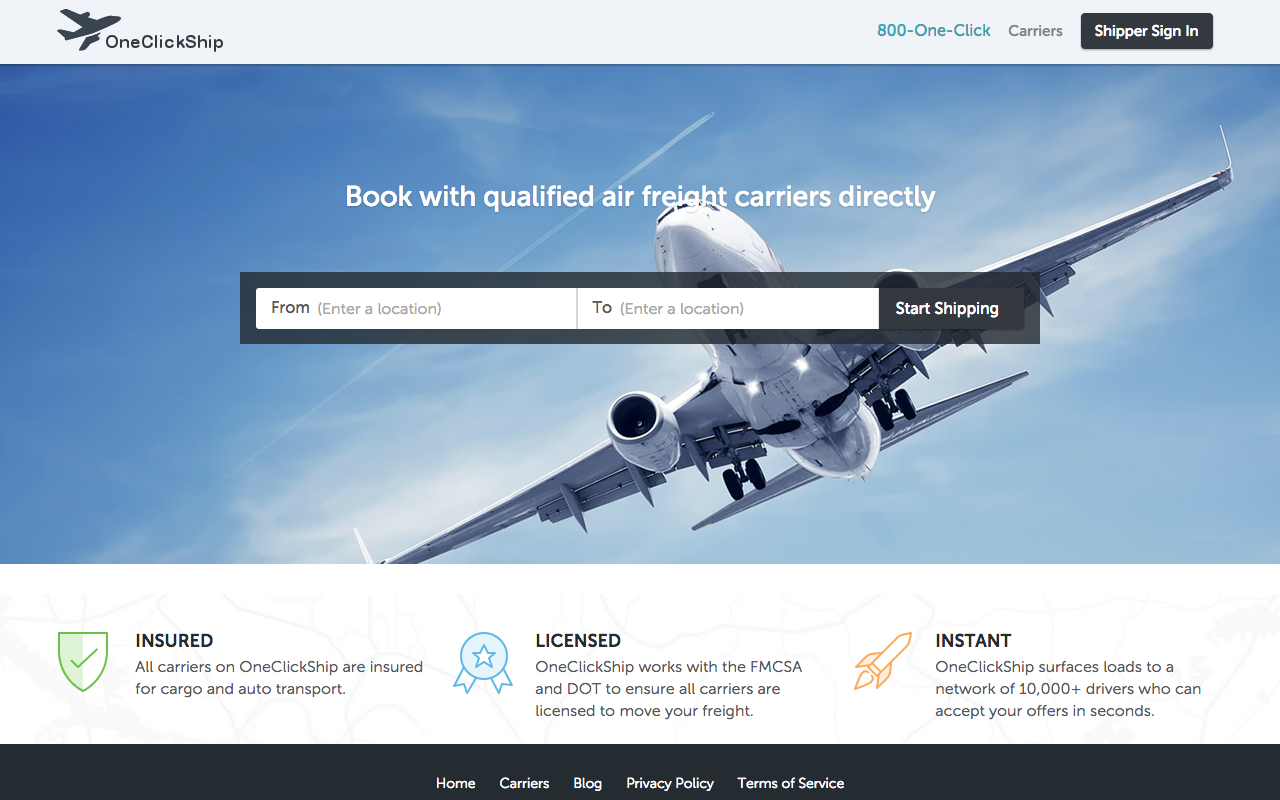 OneClickShip
800-One-Click
Carriers
Shipper Sign In
Book with qualified air freight carriers directly
From (Enter a location)
To (Enter a location)
Start Shipping
INSURED
All carriers on OneClickShip are insured
for cargo and auto transport.
LICENSED
OneClickShip works with the FMCSA
and DOT to ensure all carriers are
licensed to move your freight.
INSTANT
OneClickShip surfaces loads to a
network of 10,000+ drivers who can
accept your offers in seconds.
Home
Carriers
Blog
Privacy Policy
Terms of Service